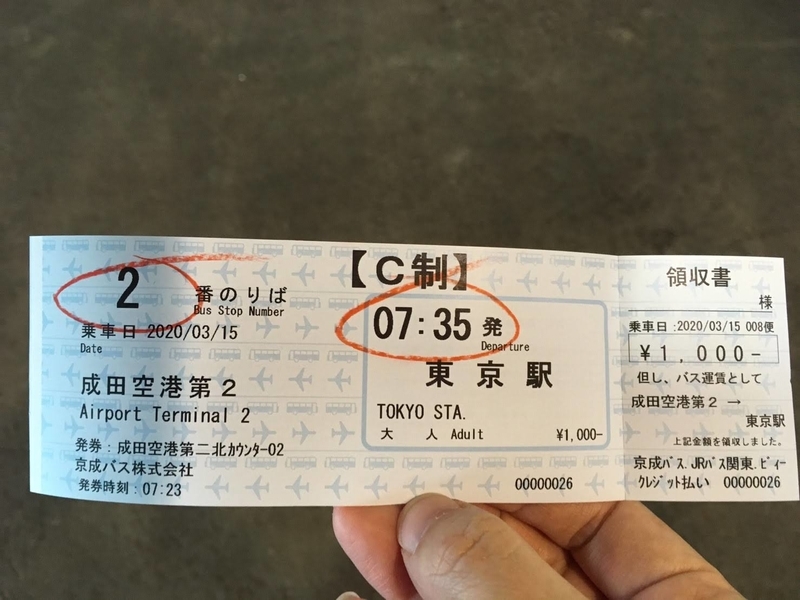 【C制】
2 番のりば
Bus Stop Number
乗車日 2020/03/15
Date
成田空港第2
Airport Terminal 2
発券:成田空港第二北カウンター02
京成バス株式会社
発券時刻:07:23
07:35 発
Departure
東京駅
TOKYO STA.
大人 Adult ¥1,000-
00000026
領収書
様
乗車日:2020/03/15 008便
¥1,000-
但し、バス運賃として
成田空港第2 →
東京駅
上記金額を領収しました。
京成バス、JRバス関東、ビィー
クレジット払い 00000026